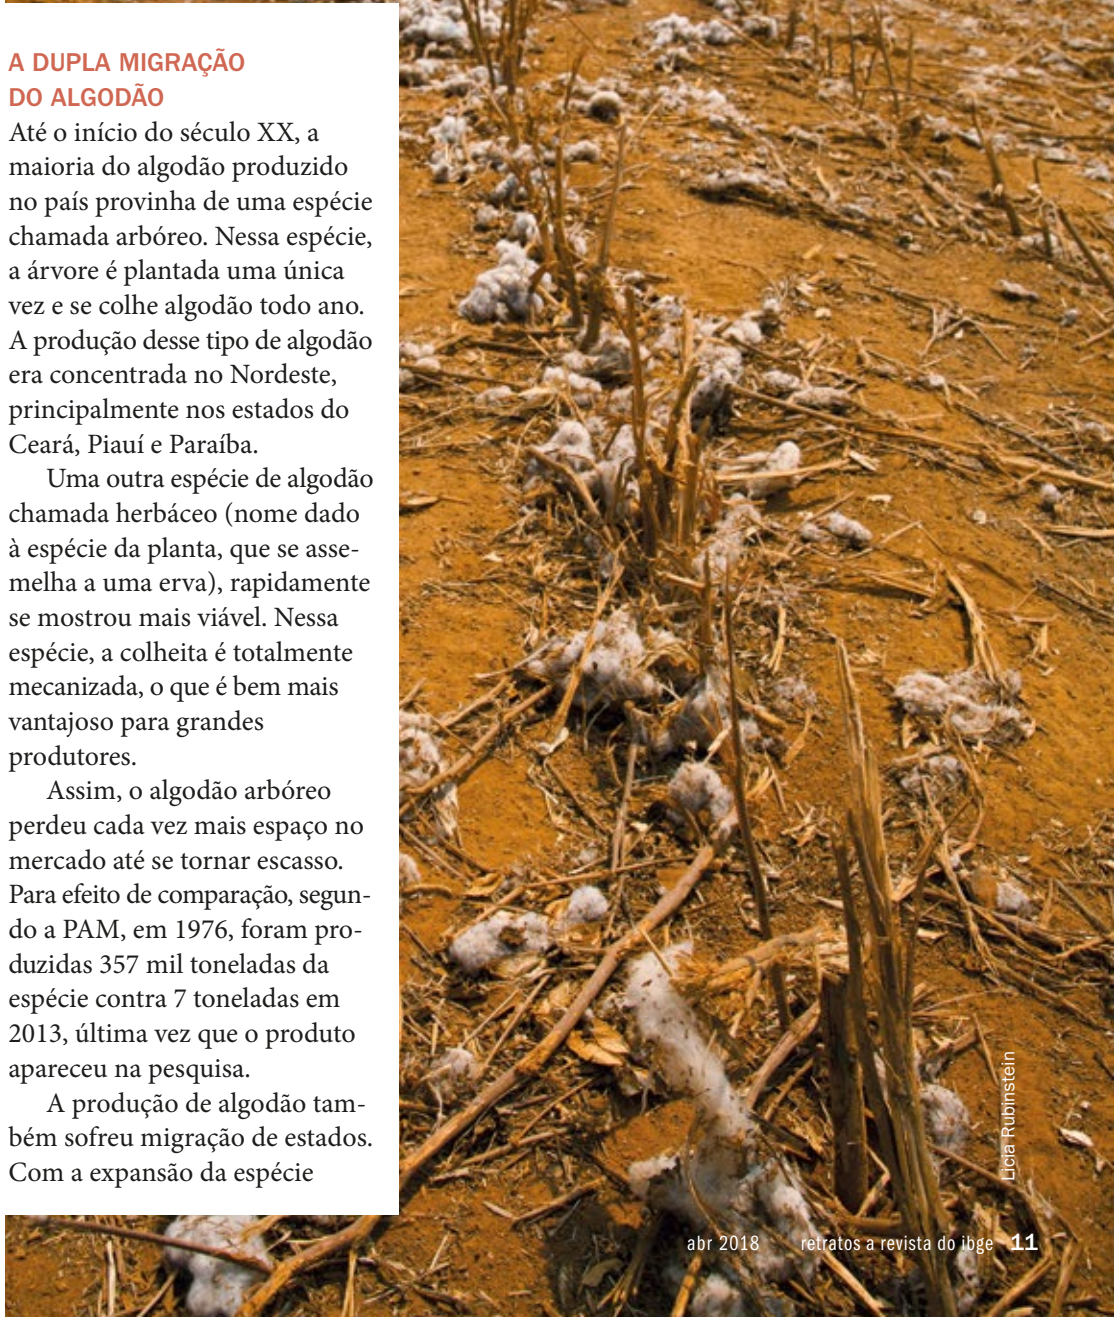 A DUPLA MIGRAÇÃO
DO ALGODÃO
Até o início do século XX, a
maioria do algodão produzido
no país provinha de uma espécie
chamada arbóreo. Nessa espécie,
a árvore é plantada uma única
vez e se colhe algodão todo ano.
A produção desse tipo de algodão
era concentrada no Nordeste,
principalmente nos estados do
Ceará, Piauí e Paraíba.
Uma outra espécie de algodão
chamada herbáceo (nome dado
à espécie da planta, que se asse-
melha a uma erva), rapidamente
se mostrou mais viável. Nessa
espécie, a colheita é totalmente
mecanizada, o que é bem mais
vantajoso para grandes
produtores.
Assim, o algodão arbóreo
perdeu cada vez mais espaço no
mercado até se tornar escasso.
Para efeito de comparação, segun-
do a PAM, em 1976, foram pro-
duzidas 357 mil toneladas da
espécie contra 7 toneladas em
2013, última vez que o produto
apareceu na pesquisa.
A produção de algodão tam-
bém sofreu migração de estados.
Com a expansão da espécie
Licia Rubinstein
abr 2018 retratos a revista do ibge 11